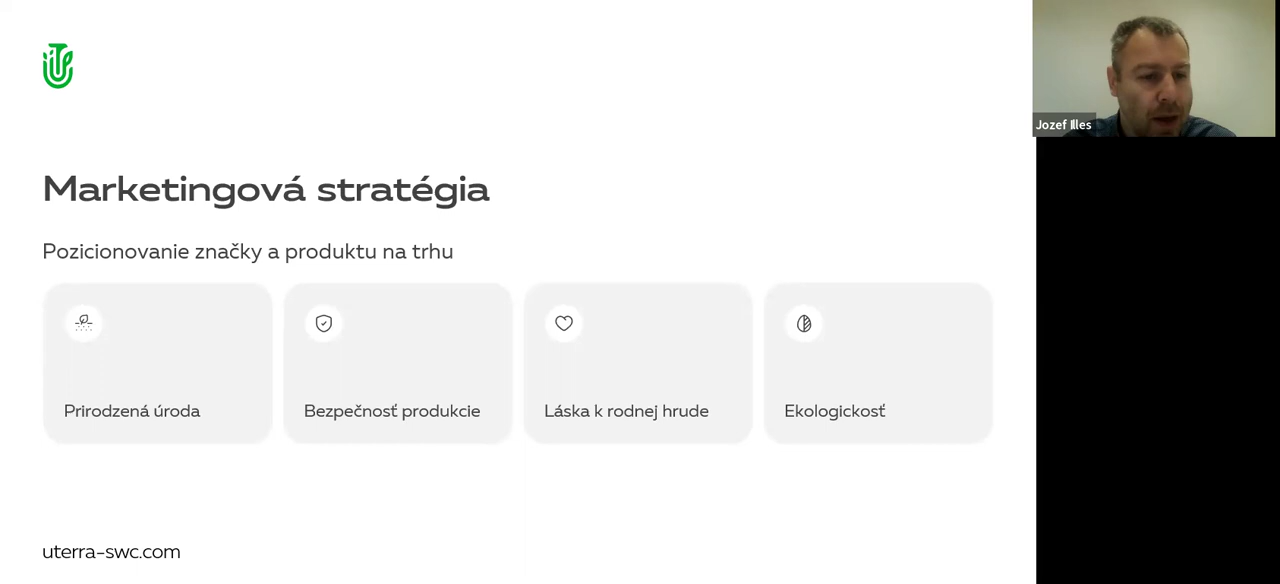 Marketingová stratégia
Pozicionovanie značky a produktu na trhu
Prirodzená úroda
Bezpečnosť produkcie
Láska k rodnej hrude
Ekologickosť
uterra-swc.com
Jozef Illes